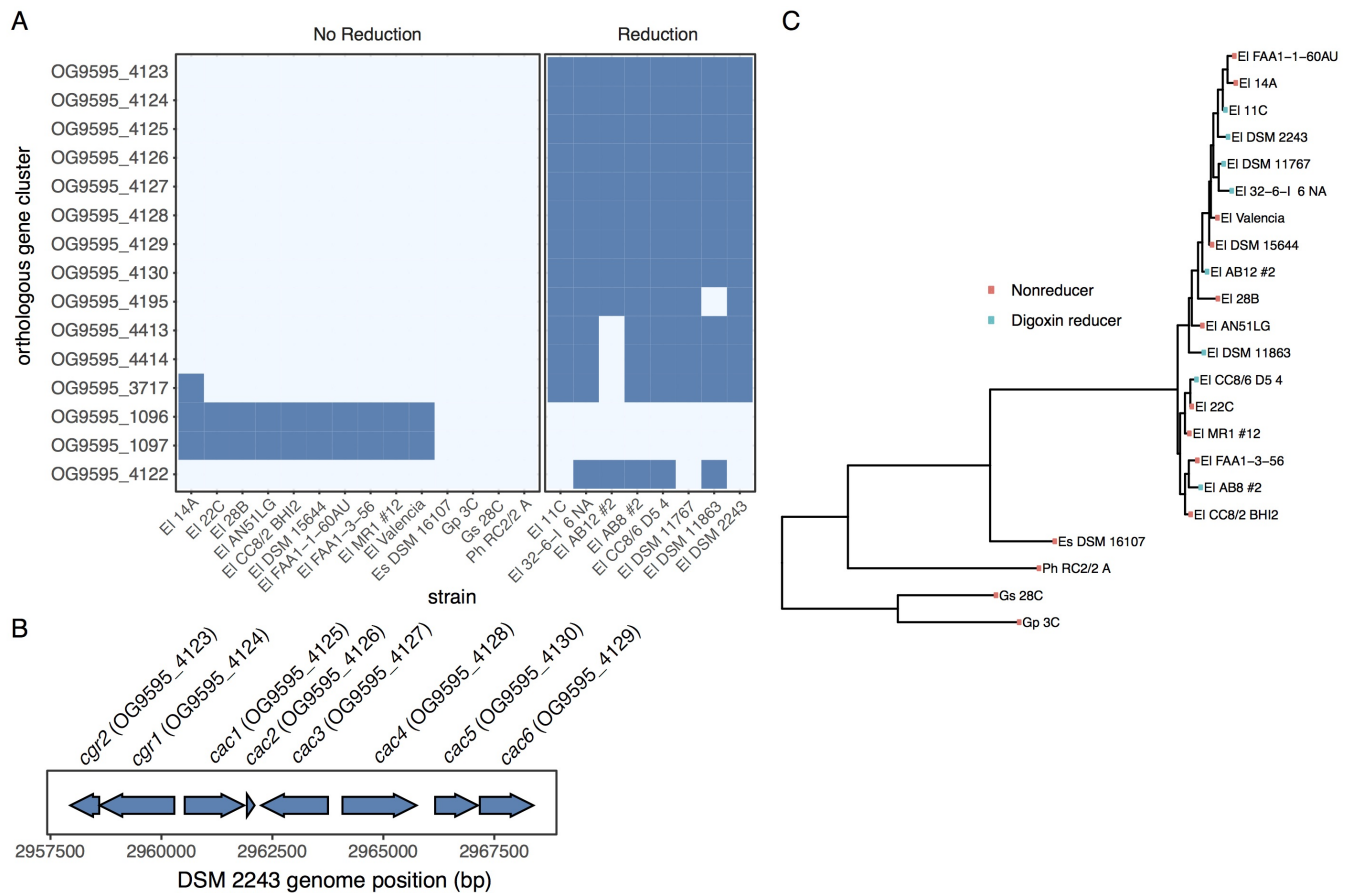 A
No Reduction
Reduction
orthologous gene cluster
OG9595_4123
OG9595_4124
OG9595_4125
OG9595_4126
OG9595_4127
OG9595_4128
OG9595_4129
OG9595_4130
OG9595_4195
OG9595_4413
OG9595_4414
OG9595_3717
OG9595_1096
OG9595_1097
OG9595_4122
El 14A
El 22C
El 28B
El AN51LG
El CC8/2 BHI2
El DSM 15644
El FAA1-1-60AU
El FAA1-3-56
El MR1 #12
El Valencia
Es DSM 16107
Gp 3C
Gs 28C
Ph RC2/2 A
El 11C
El 32-6-I 6 NA
El AB12 #2
El AB8 #2
El CC8/6 D5 4
El DSM 11767
El DSM 11863
El DSM 2243
strain
B
cgr2 (OG9595_4123)
cgr1 (OG9595_4124)
cac1 (OG9595_4125)
cac2 (OG9595_4126)
cac3 (OG9595_4127)
cac4 (OG9595_4128)
cac5 (OG9595_4130)
cac6 (OG9595_4129)
2957500
2960000
2962500
2965000
2967500
DSM 2243 genome position (bp)
C
El FAA1-1-60AU
El 14A
El 11C
El DSM 2243
El DSM 11767
El 32-6-I 6 NA
El Valencia
El DSM 15644
El AB12 #2
El 28B
El AN51LG
El DSM 11863
El CC8/6 D5 4
El 22C
El MR1 #12
El FAA1-3-56
El AB8 #2
El CC8/2 BHI2
Es DSM 16107
Ph RC2/2 A
Gs 28C
Gp 3C
Nonreducer
Digoxin reducer